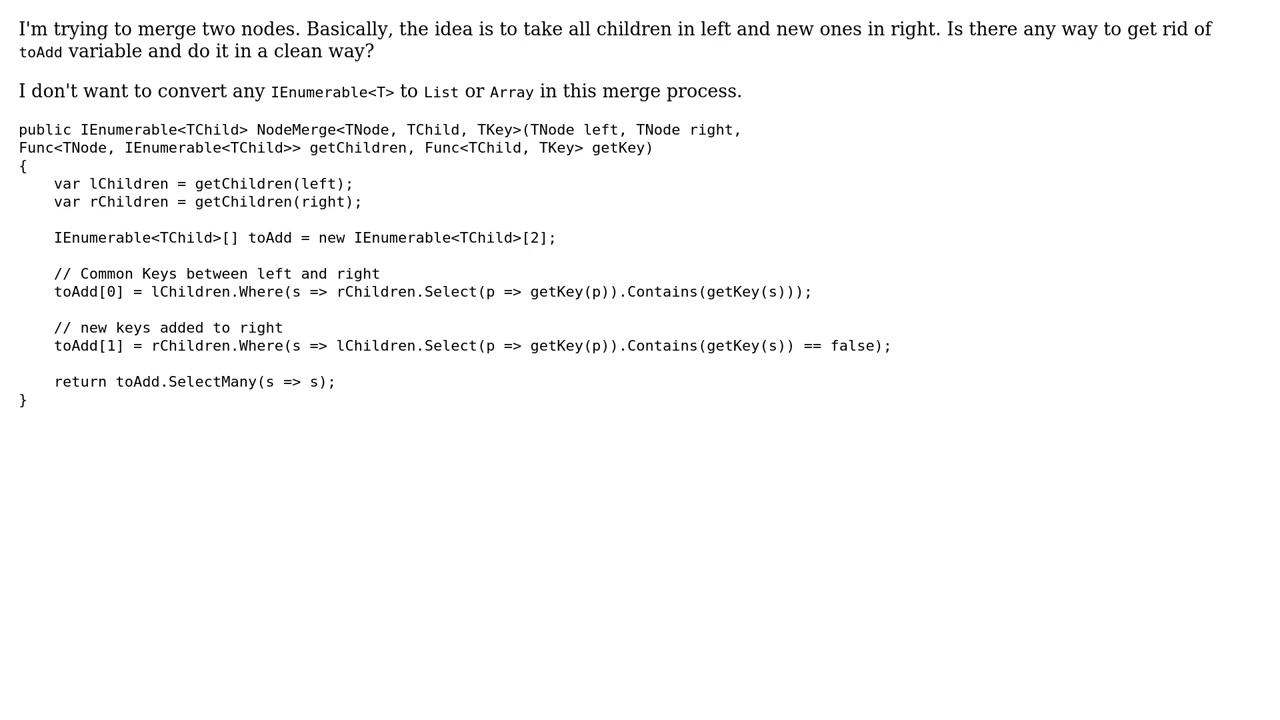 I'm trying to merge two nodes. Basically, the idea is to take all children in left and new ones in right. Is there any way to get rid of
toAdd variable and do it in a clean way?
I don't want to convert any IEnumerable<T> to List or Array in this merge process.
public IEnumerable<TChild> NodeMerge<TNode, TChild, TKey>(TNode left, TNode right,
Func<TNode, IEnumerable<TChild>> getChildren, Func<TChild, TKey> getKey)
{
    var lChildren = getChildren(left);
    var rChildren = getChildren(right);

    IEnumerable<TChild>[] toAdd = new IEnumerable<TChild>[2];

    // Common Keys between left and right
    toAdd[0] = lChildren.Where(s => rChildren.Select(p => getKey(p)).Contains(getKey(s)));

    // new keys added to right
    toAdd[1] = rChildren.Where(s => lChildren.Select(p => getKey(p)).Contains(getKey(s)) == false);

    return toAdd.SelectMany(s => s);
}